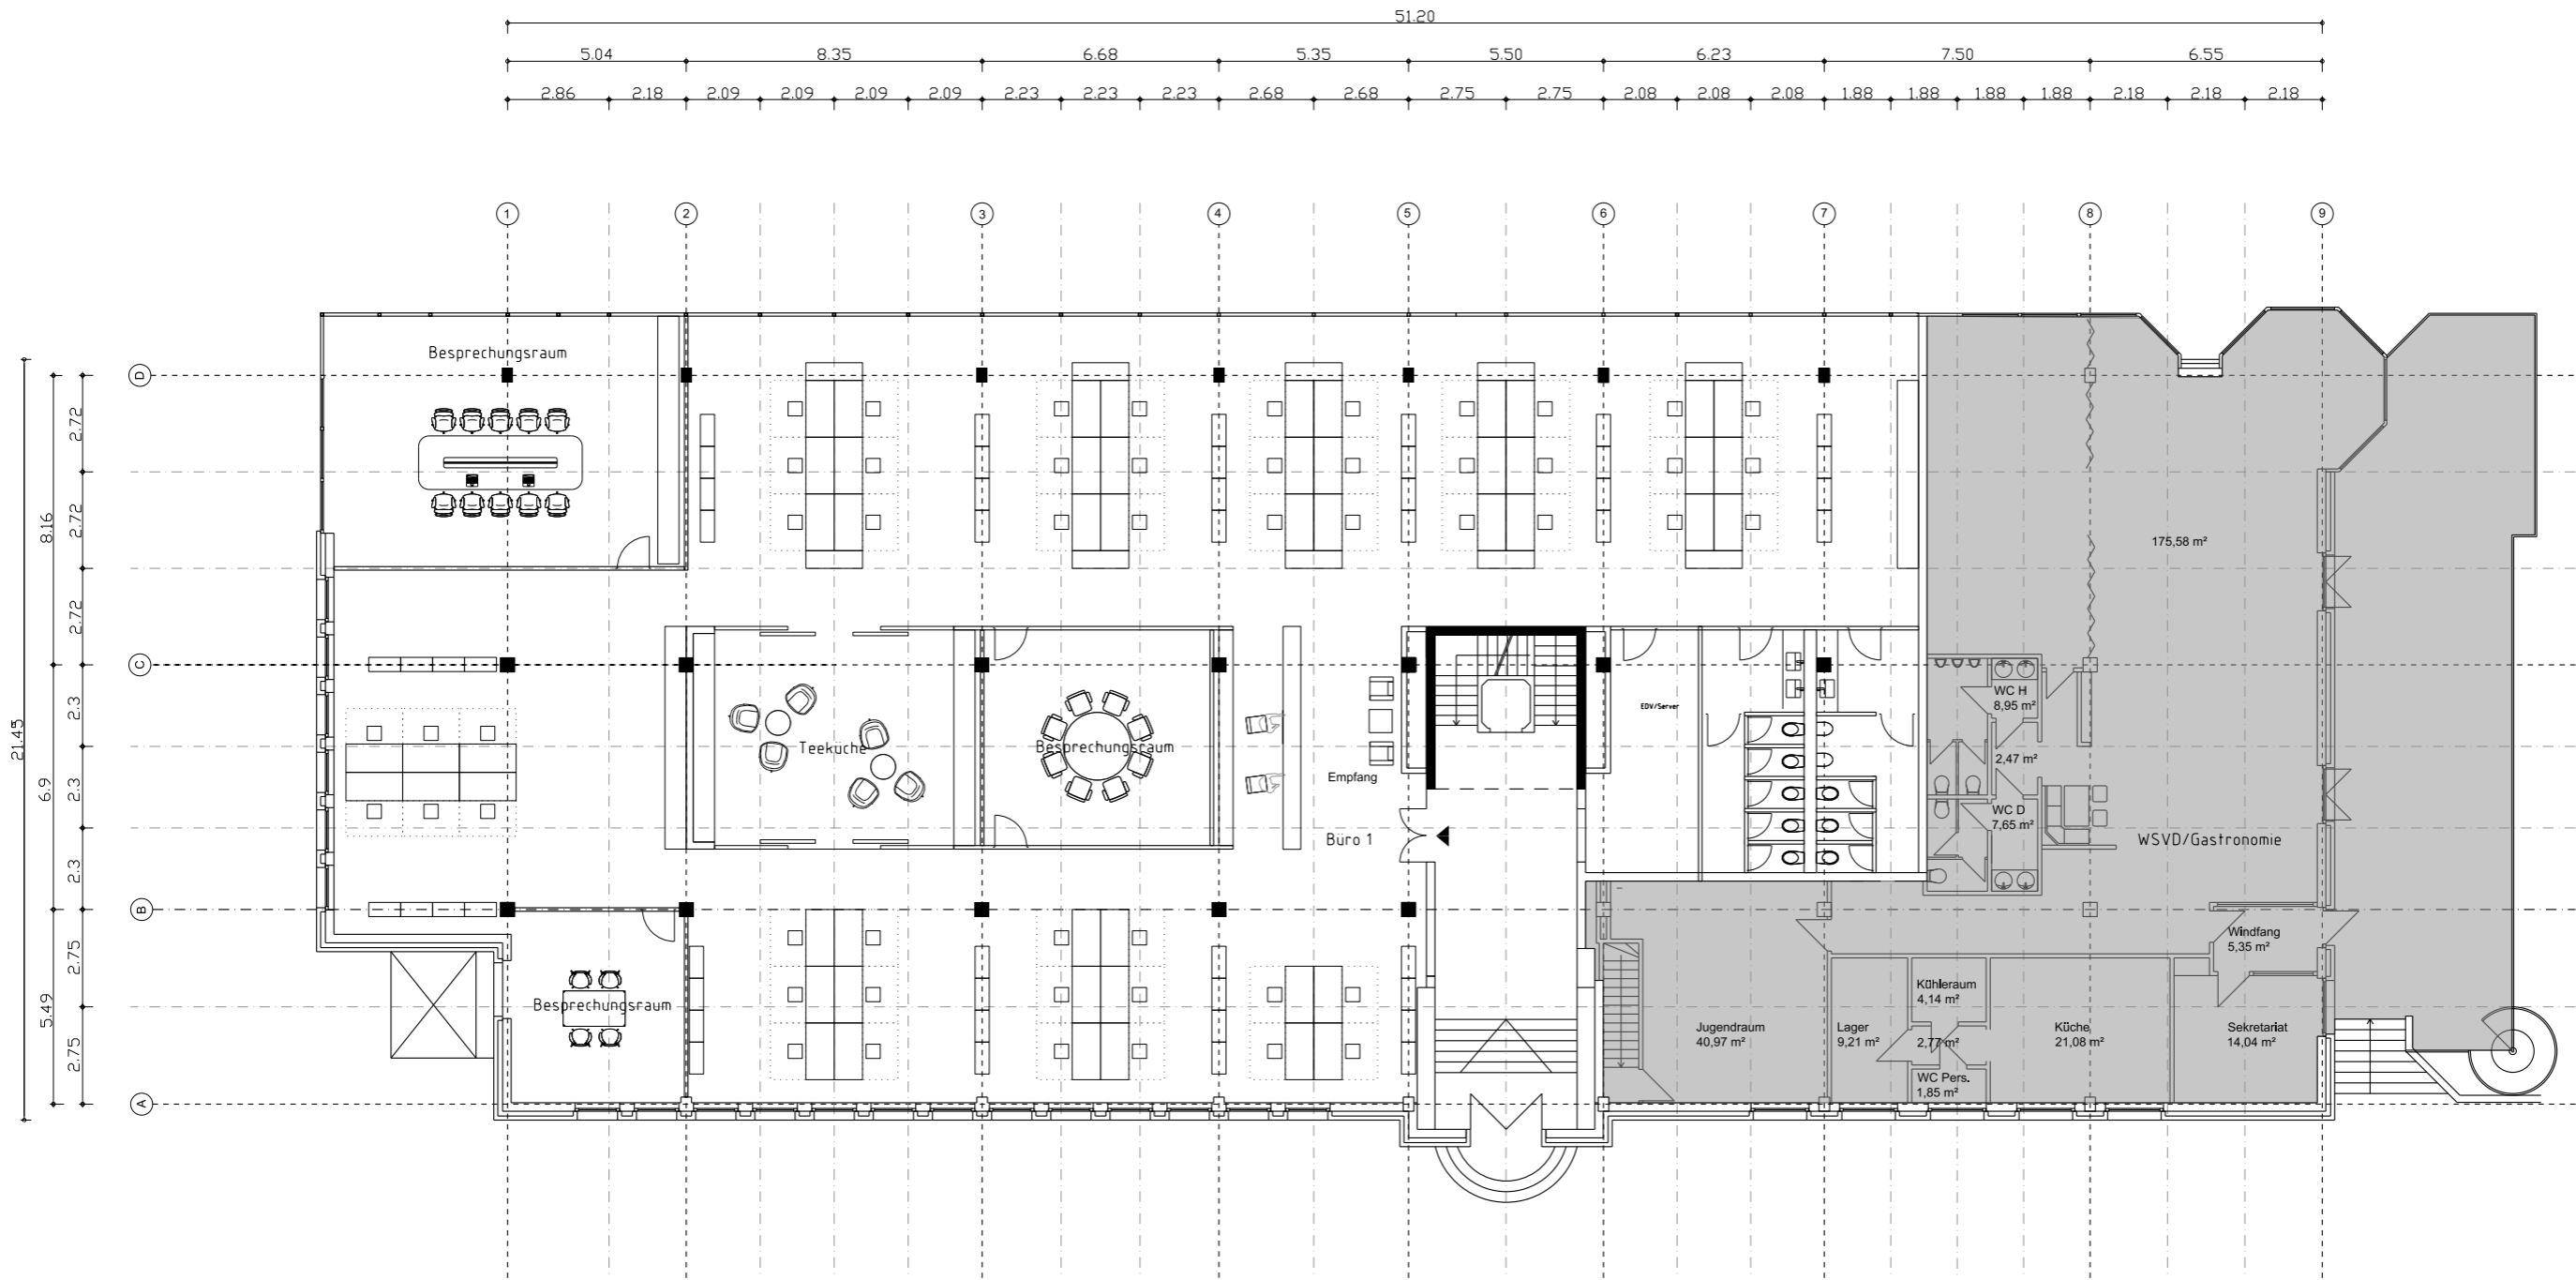 51.20
5.04 8.35 6.68 5.35 5.50 6.23 7.50 6.55
2.86 2.18 2.09 2.09 2.09 2.09 2.23 2.23 2.23 2.68 2.68 2.75 2.75 2.08 2.08 2.08 1.88 1.88 1.88 1.88 2.18 2.18 2.18
1 2 3 4 5 6 7 8 9
D
C
B
A
21.45
8.16
6.9
5.49
2.72
2.72
2.72
2.3
2.3
2.3
2.75
2.75
Besprechungsraum
Teeküche
Besprechungsraum
Empfang
Büro 1
Besprechungsraum
EDV/Server
175,58 m²
WC H
8,95 m²
2,47 m²
WC D
7,65 m²
WSVD/Gastronomie
Windfang
5,35 m²
Jugendraum
40,97 m²
Lager
9,21 m²
Kühleraum
4,14 m²
2,77 m²
WC Pers.
1,85 m²
Küche
21,08 m²
Sekretariat
14,04 m²